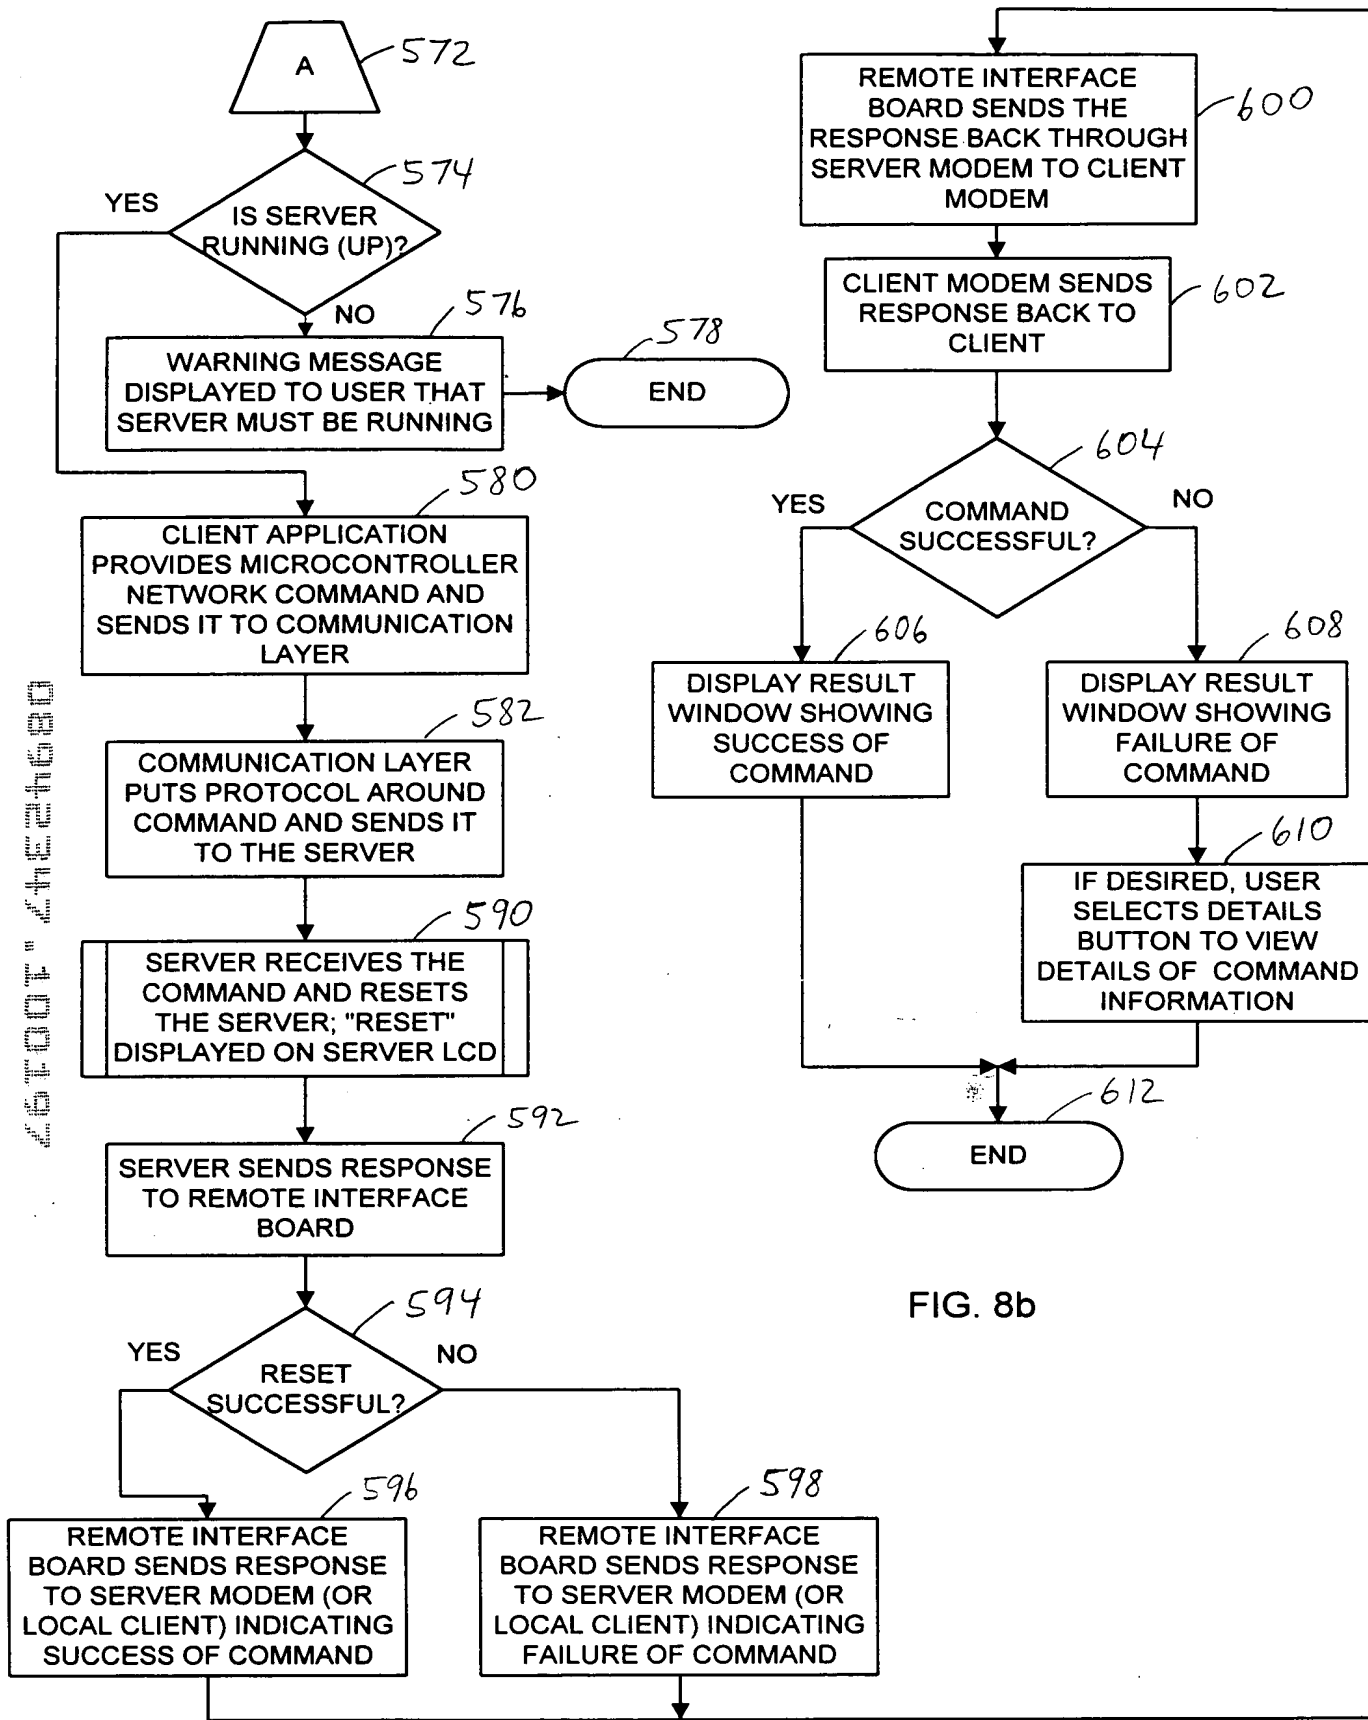 A
572
574
YES
IS SERVER
RUNNING (UP)?
NO
576
WARNING MESSAGE
DISPLAYED TO USER THAT
SERVER MUST BE RUNNING
578
END
580
CLIENT APPLICATION
PROVIDES MICROCONTROLLER
NETWORK COMMAND AND
SENDS IT TO COMMUNICATION
LAYER
582
COMMUNICATION LAYER
PUTS PROTOCOL AROUND
COMMAND AND SENDS IT
TO THE SERVER
590
SERVER RECEIVES THE
COMMAND AND RESETS
THE SERVER; "RESET"
DISPLAYED ON SERVER LCD
592
SERVER SENDS RESPONSE
TO REMOTE INTERFACE
BOARD
594
YES
NO
RESET
SUCCESSFUL?
596
REMOTE INTERFACE
BOARD SENDS RESPONSE
TO SERVER MODEM (OR
LOCAL CLIENT) INDICATING
SUCCESS OF COMMAND
598
REMOTE INTERFACE
BOARD SENDS RESPONSE
TO SERVER MODEM (OR
LOCAL CLIENT) INDICATING
FAILURE OF COMMAND
REMOTE INTERFACE
BOARD SENDS THE
RESPONSE BACK THROUGH
SERVER MODEM TO CLIENT
MODEM
600
CLIENT MODEM SENDS
RESPONSE BACK TO
CLIENT
602
604
YES
NO
COMMAND
SUCCESSFUL?
606
DISPLAY RESULT
WINDOW SHOWING
SUCCESS OF
COMMAND
608
DISPLAY RESULT
WINDOW SHOWING
FAILURE OF
COMMAND
610
IF DESIRED, USER
SELECTS DETAILS
BUTTON TO VIEW
DETAILS OF COMMAND
INFORMATION
612
END
FIG. 8b